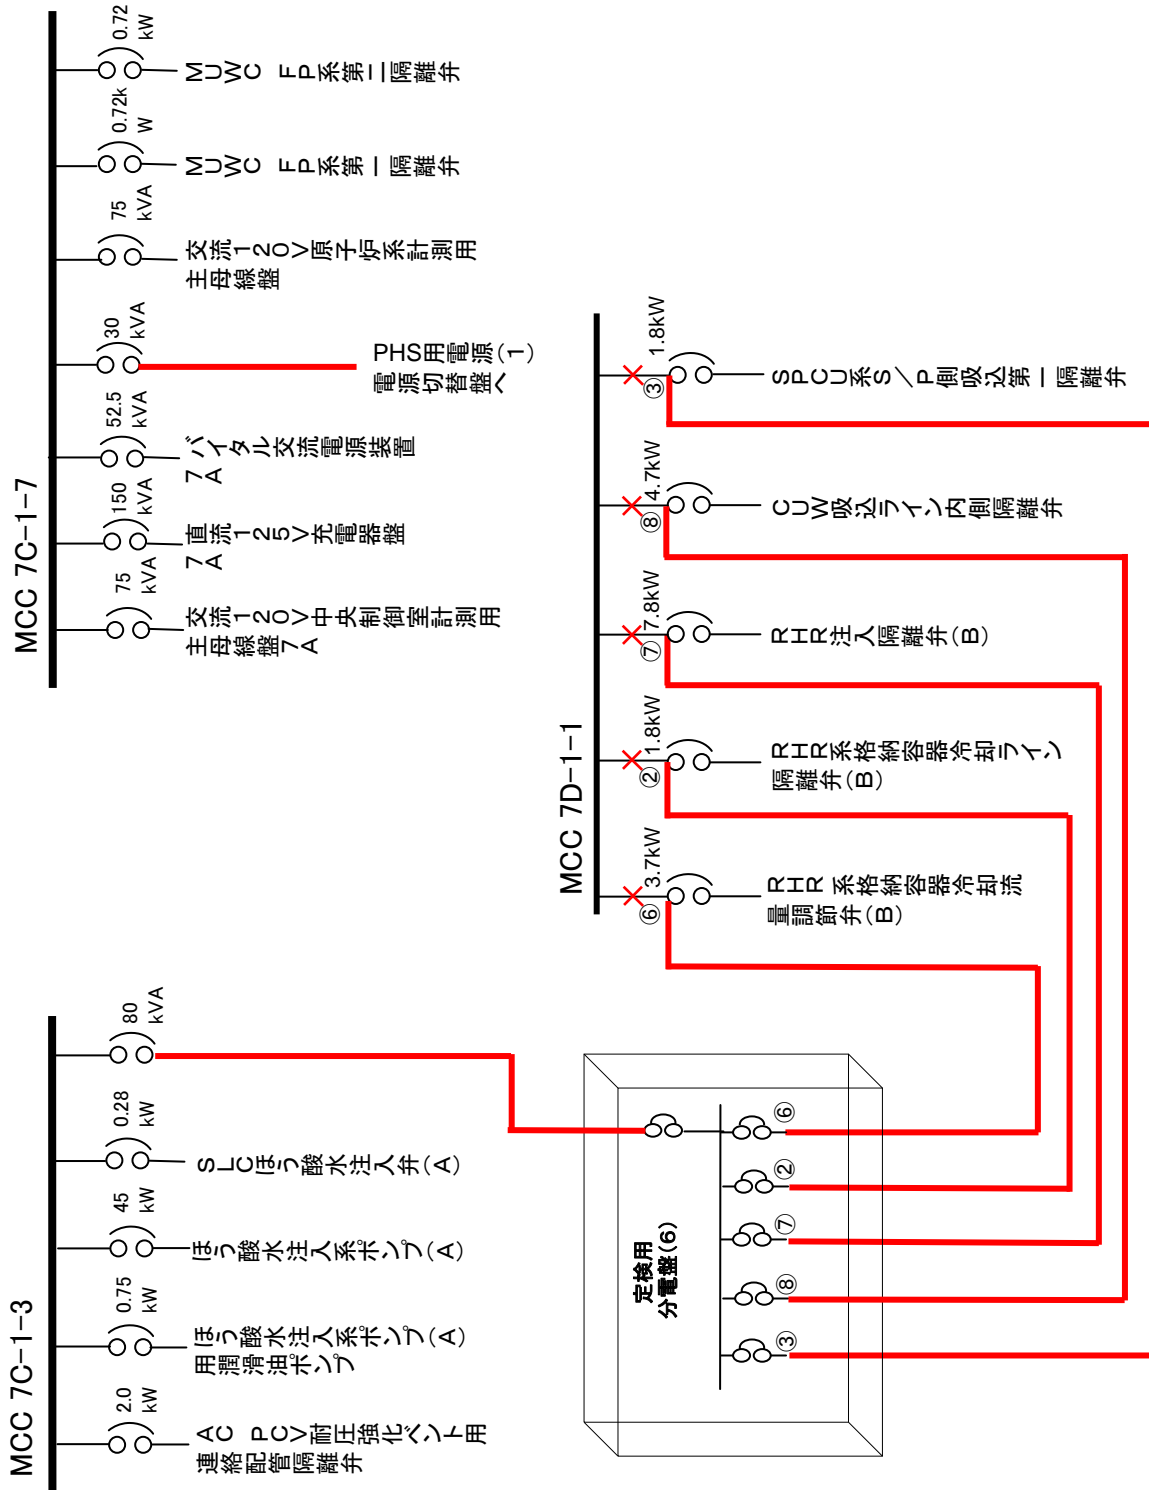 MCC 7C-1-3
2.0
kW
AC PCV耐圧強化ベント用
連絡配管隔離弁
0.75
kW
ほう酸水注入系ポンプ(A)
用潤滑油ポンプ
45
kW
ほう酸水注入系ポンプ(A)
0.28
kW
SLCほう酸水注入弁(A)
80
kVA
MCC 7C-1-7
75
kVA
交流120V中央制御室計測用
主母線盤7A
150
kVA
直流125V充電器盤
7A
52.5
kVA
バイタル交流電源装置
7A
30
kVA
PHS用電源(1)
電源切替盤へ
75
kVA
交流120V原子炉系計測用
主母線盤
0.72k
W
MUWC FP系第一隔離弁
0.72
kW
MUWC FP系第二隔離弁
定検用
分電盤(6)
③
⑧
⑦
②
⑥
MCC 7D-1-1
⑥
3.7kW
RHR 系格納容器冷却流
量調節弁(B)
②
1.8kW
RHR系格納容器冷却ライン
隔離弁(B)
⑦
7.8kW
RHR注入隔離弁(B)
⑧
4.7kW
CUW吸込ライン内側隔離弁
③
1.8kW
SPCU系S/P側吸込第一隔離弁